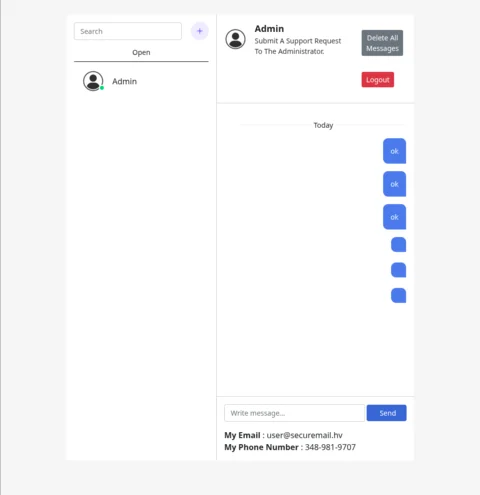 Search
+
Open
Admin
Admin
Submit A Support Request
To The Administrator.
Delete All
Messages
Logout
Today
ok
ok
ok
Write message...
Send
My Email : user@securemail.hv
My Phone Number : 348-981-9707